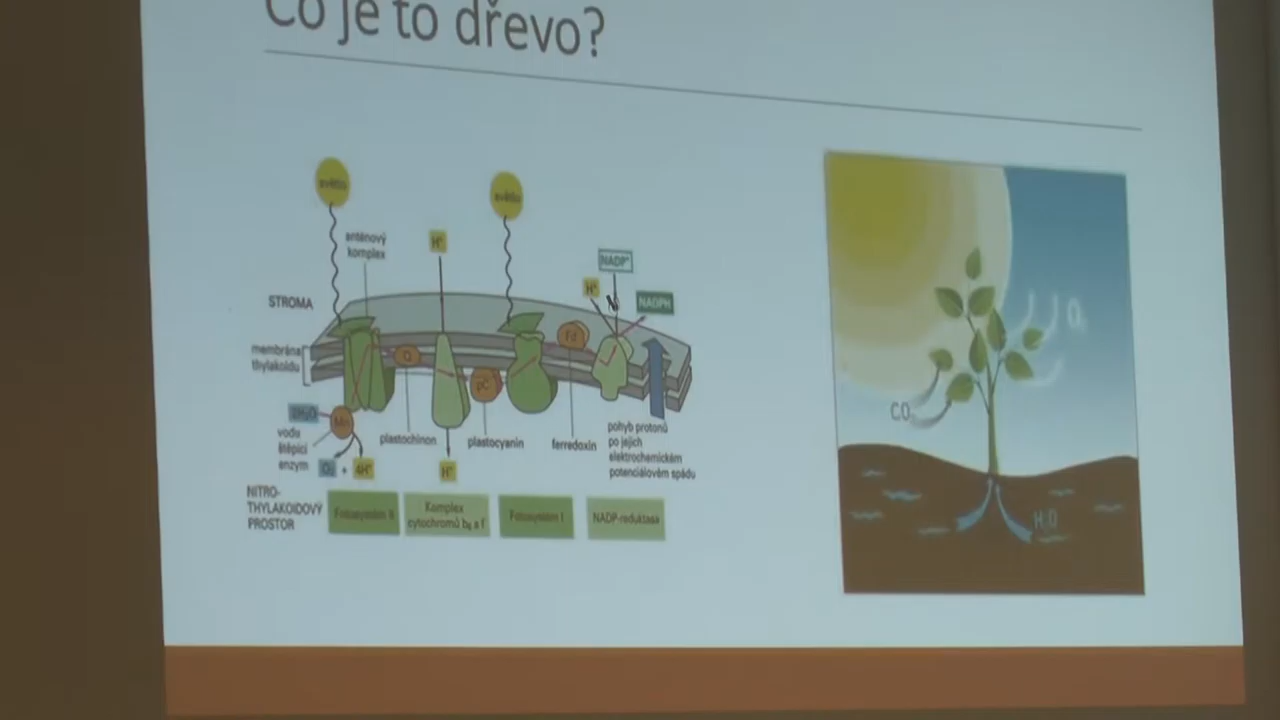 Co je to dřevo?
světlo
světlo
anténový
komplex
H⁺
NADP⁺
H⁺
NADPH
STROMA
membrána
thylakoidu
Q
Fd
PC
2H₂O
Mn
vodu
štěpící
enzym
O₂ + 4H⁺
plastochinon
H⁺
plastocyanin
ferredoxin
pohyb protonů
po jejich
elektrochemickém
potenciálovém spádu
NITRO-
THYLAKOIDOVÝ
PROSTOR
Fotosystém II
Komplex
cytochromů b₆ a f
Fotosystém I
NADP-reduktasa
O₂
CO₂
H₂O